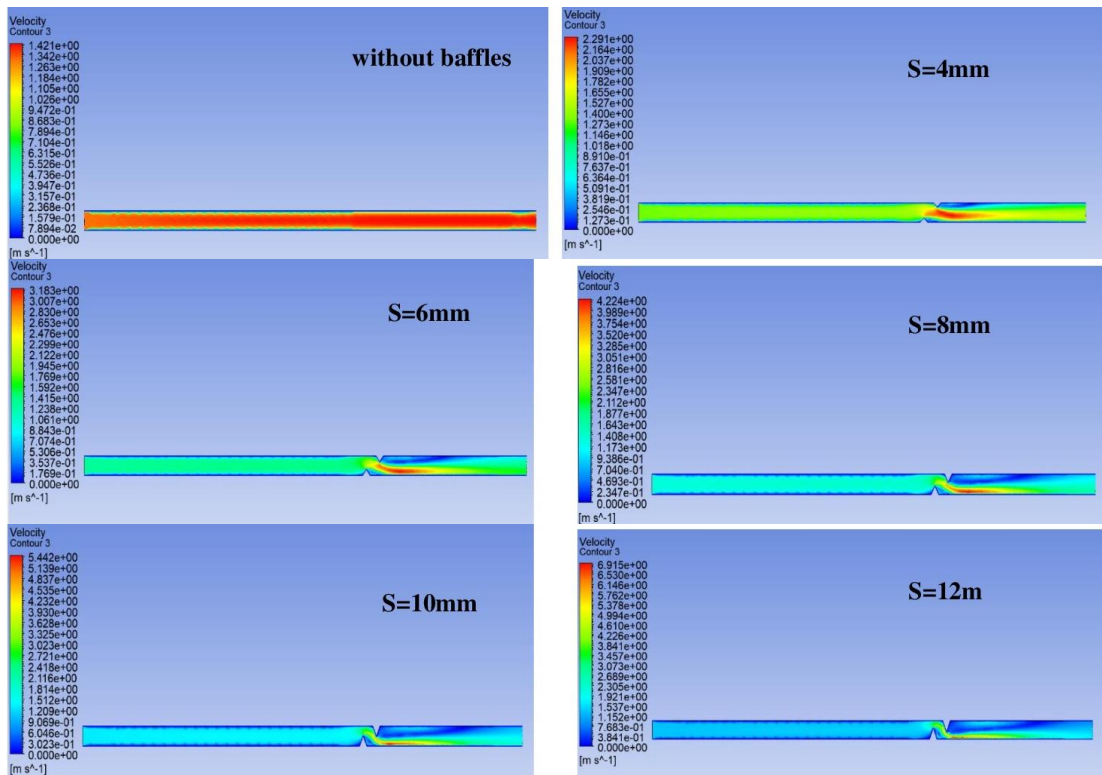 Velocity
Contour 3
1.421e+00
1.342e+00
1.263e+00
1.184e+00
1.105e+00
1.026e+00
9.472e-01
8.683e-01
7.894e-01
7.104e-01
6.315e-01
5.526e-01
4.736e-01
3.947e-01
3.157e-01
2.368e-01
1.579e-01
7.894e-02
0.000e+00
[m s^-1]
without baffles
Velocity
Contour 3
2.291e+00
2.164e+00
2.037e+00
1.909e+00
1.782e+00
1.655e+00
1.527e+00
1.400e+00
1.273e+00
1.146e+00
1.018e+00
8.910e-01
7.637e-01
6.364e-01
5.091e-01
3.819e-01
2.546e-01
1.273e-01
0.000e+00
[m s^-1]
S=4mm
Velocity
Contour 3
3.183e+00
3.007e+00
2.830e+00
2.653e+00
2.476e+00
2.299e+00
2.122e+00
1.945e+00
1.769e+00
1.592e+00
1.415e+00
1.238e+00
1.061e+00
8.843e-01
7.074e-01
5.306e-01
3.537e-01
1.769e-01
0.000e+00
[m s^-1]
S=6mm
Velocity
Contour 3
4.224e+00
3.989e+00
3.754e+00
3.520e+00
3.285e+00
3.051e+00
2.816e+00
2.581e+00
2.347e+00
2.112e+00
1.877e+00
1.643e+00
1.408e+00
1.173e+00
9.386e-01
7.040e-01
4.693e-01
2.347e-01
0.000e+00
[m s^-1]
S=8mm
Velocity
Contour 3
5.442e+00
5.139e+00
4.837e+00
4.535e+00
4.232e+00
3.930e+00
3.628e+00
3.325e+00
3.023e+00
2.721e+00
2.418e+00
2.116e+00
1.814e+00
1.512e+00
1.209e+00
9.069e-01
6.046e-01
3.023e-01
0.000e+00
[m s^-1]
S=10mm
Velocity
Contour 3
6.915e+00
6.530e+00
6.146e+00
5.762e+00
5.378e+00
4.994e+00
4.610e+00
4.226e+00
3.841e+00
3.457e+00
3.073e+00
2.689e+00
2.305e+00
1.921e+00
1.537e+00
1.152e+00
7.683e-01
3.841e-01
0.000e+00
[m s^-1]
S=12m